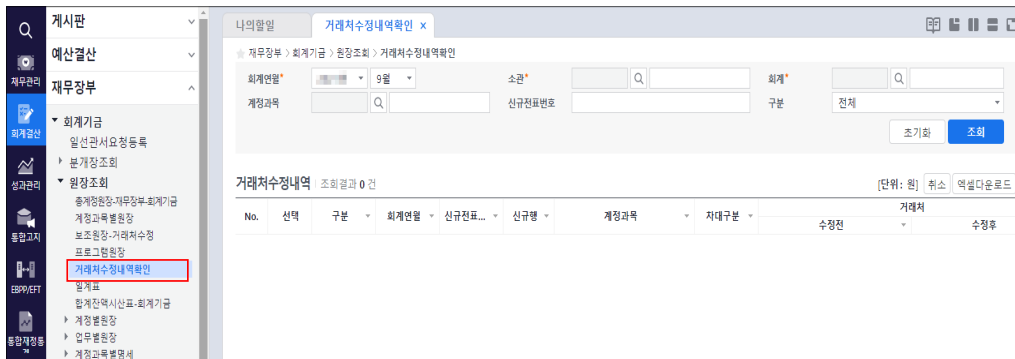 게시판
예산결산
재무장부
재무관리
회계결산
성과관리
통합고지
EBPP/EFT
통합재정통
계
회계기금
일선관서요청등록
분개장조회
원장조회
총계정원장-재무장부-회계기금
계정과목별원장
보조원장-거래처수정
프로그램원장
거래처수정내역확인
일계표
합계잔액시산표-회계기금
계정별원장
업무별원장
계정과목별명세
나의할일 거래처수정내역확인 x
재무장부 > 회계기금 > 원장조회 > 거래처수정내역확인
회계연월* 9월 소관* 회계*
계정과목 신규전표번호 구분 전체
초기화 조회
거래처수정내역 조회결과 0 건 [단위: 원] 취소 엑셀다운로드
No. 선택 구분 회계연월 신규전표... 신규행 계정과목 차대구분 거래처
수정전 수정후